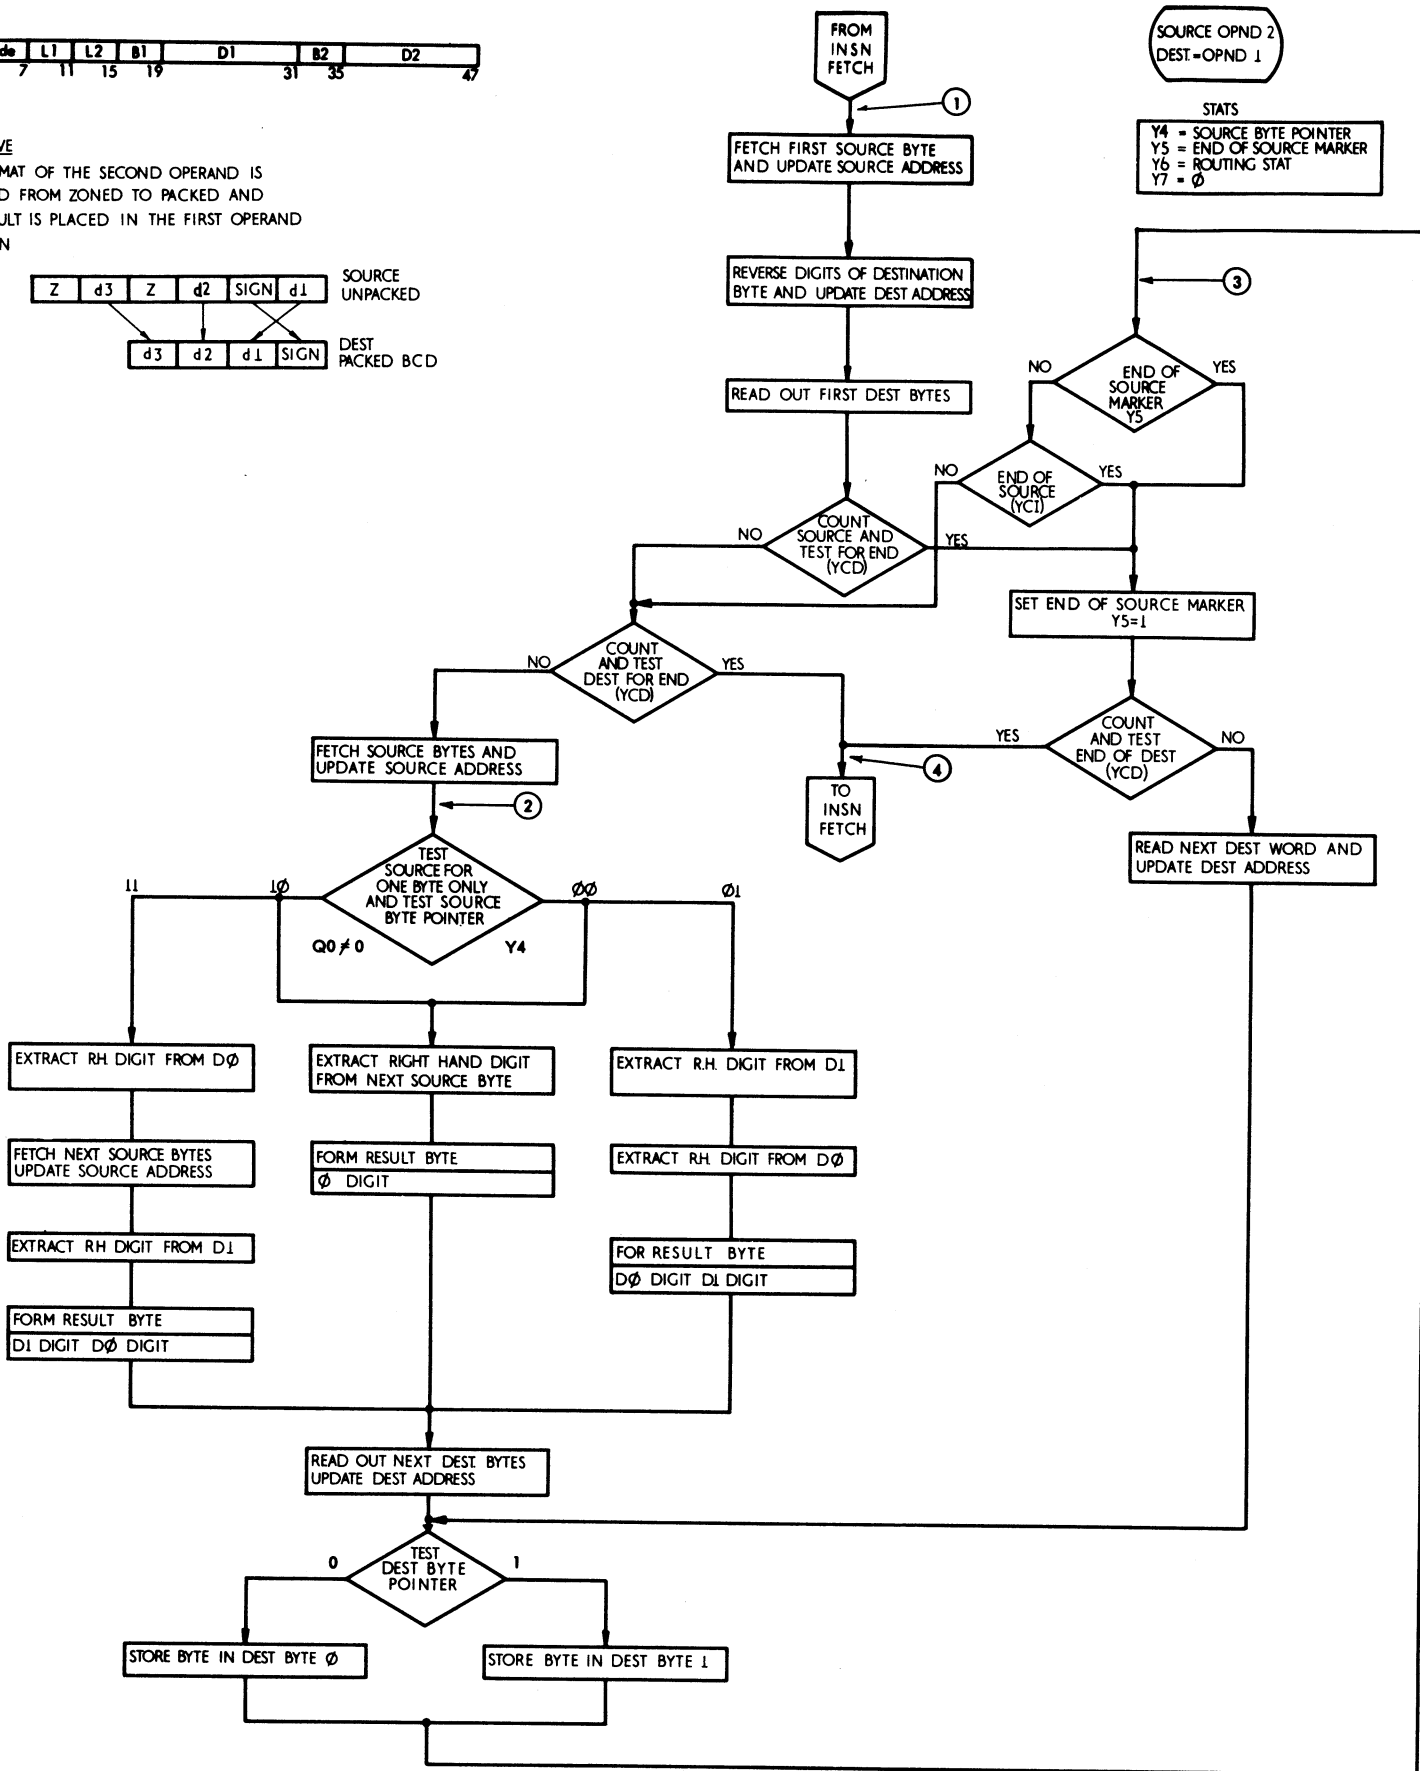 de L1 L2 B1 D1 B2 D2
7 11 15 19 31 35 47
VE
MAT OF THE SECOND OPERAND IS
D FROM ZONED TO PACKED AND
ULT IS PLACED IN THE FIRST OPERAND
N
Z d3 Z d2 SIGN d1
SOURCE
UNPACKED
d3 d2 d1 SIGN
DEST
PACKED BCD
FROM
INSN
FETCH
1
SOURCE OPND 2
DEST.=OPND 1
STATS
Y4 = SOURCE BYTE POINTER
Y5 = END OF SOURCE MARKER
Y6 = ROUTING STAT
Y7 = Ø
FETCH FIRST SOURCE BYTE
AND UPDATE SOURCE ADDRESS
REVERSE DIGITS OF DESTINATION
BYTE AND UPDATE DEST ADDRESS
READ OUT FIRST DEST BYTES
3
NO
END OF
SOURCE
MARKER
Y5
YES
NO
END OF
SOURCE
(YCI)
YES
NO
COUNT
SOURCE AND
TEST FOR END
(YCD)
YES
SET END OF SOURCE MARKER
Y5=1
NO
COUNT
AND TEST
DEST FOR END
(YCD)
YES
YES
COUNT
AND TEST
END OF DEST
(YCD)
NO
4
TO
INSN
FETCH
FETCH SOURCE BYTES AND
UPDATE SOURCE ADDRESS
2
READ NEXT DEST WORD AND
UPDATE DEST ADDRESS
TEST
SOURCE FOR
ONE BYTE ONLY
AND TEST SOURCE
BYTE POINTER
11
1Ø
ØØ
Ø1
Q0 ≠ 0
Y4
EXTRACT RH. DIGIT FROM DØ
FETCH NEXT SOURCE BYTES
UPDATE SOURCE ADDRESS
EXTRACT RH DIGIT FROM D1
FORM RESULT BYTE
D1 DIGIT DØ DIGIT
EXTRACT RIGHT HAND DIGIT
FROM NEXT SOURCE BYTE
FORM RESULT BYTE
Ø DIGIT
EXTRACT R.H. DIGIT FROM D1
EXTRACT RH. DIGIT FROM DØ
FOR RESULT BYTE
DØ DIGIT D1 DIGIT
READ OUT NEXT DEST. BYTES
UPDATE DEST ADDRESS
0
TEST
DEST BYTE
POINTER
1
STORE BYTE IN DEST BYTE Ø
STORE BYTE IN DEST BYTE 1